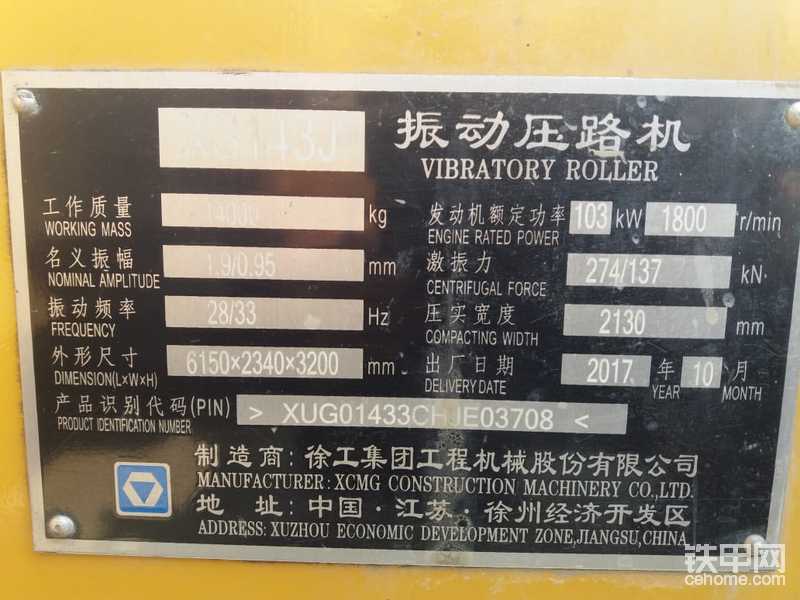 143J 振动压路机
VIBRATORY ROLLER
工作质量 14000 kg 发动机额定功率 103 kW 1800 r/min
WORKING MASS ENGINE RATED POWER
名义振幅 1.9/0.95 mm 激振力 274/137 kN
NOMINAL AMPLITUDE CENTRIFUGAL FORCE
振动频率 28/33 Hz 压实宽度 2130 mm
FREQUENCY COMPACTING WIDTH
外形尺寸 6150×2340×3200 mm 出厂日期 2017 年 10 月
DIMENSION(L×W×H) DELIVERY DATE YEAR MONTH
产品识别代码(PIN) > XUG01433CHJE03708 <
PRODUCT IDENTIFICATION NUMBER
制造商:徐工集团工程机械股份有限公司
MANUFACTURER: XCMG CONSTRUCTION MACHINERY CO.,LTD.
地 址:中国·江苏·徐州经济开发区
ADDRESS: XUZHOU ECONOMIC DEVELOPMENT ZONE,JIANGSU,CHINA
铁甲网
cehome.com